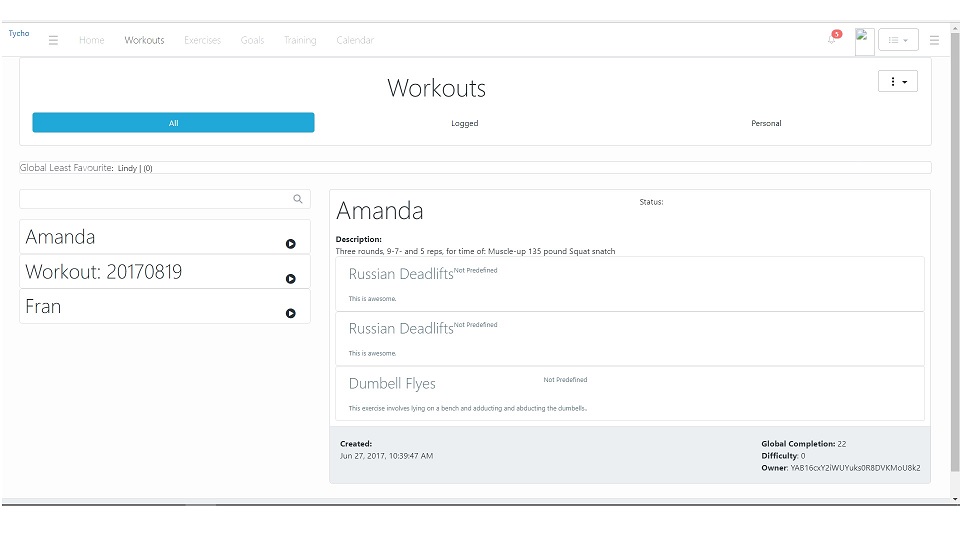 Tycho
Home Workouts Exercises Goals Training Calendar
5
Workouts
All Logged Personal
Global Least Favourite: Lindy | (0)
Amanda
Workout: 20170819
Fran
Amanda
Status:
Description:
Three rounds, 9-7- and 5 reps, for time of: Muscle-up 135 pound Squat snatch
Russian Deadlifts Not Predefined
This is awesome.
Russian Deadlifts Not Predefined
This is awesome.
Dumbell Flyes Not Predefined
This exercise involves lying on a bench and adducting and abducting the dumbells..
Created:
Jun 27, 2017, 10:39:47 AM
Global Completion: 22
Difficulty: 0
Owner: YAB16cxY2iWUYuks0R8DVKMoU8k2